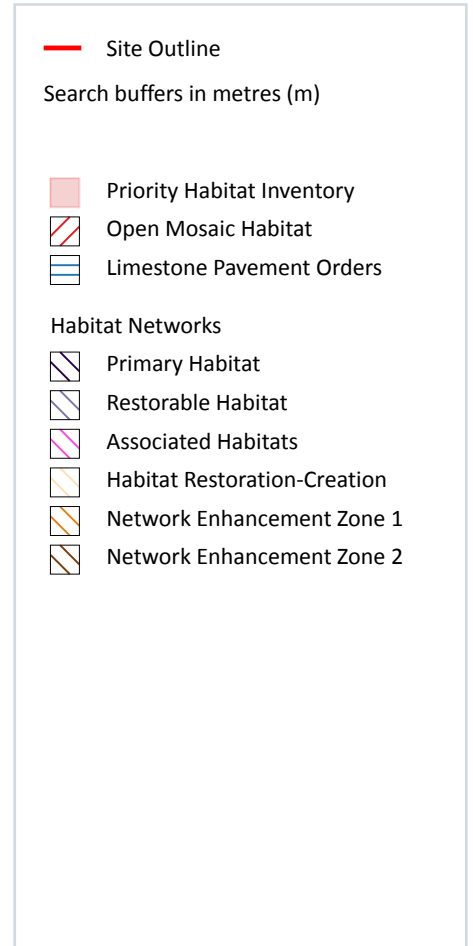 Site Outline
Search buffers in metres (m)
Priority Habitat Inventory
Open Mosaic Habitat
Limestone Pavement Orders
Habitat Networks
Primary Habitat
Restorable Habitat
Associated Habitats
Habitat Restoration-Creation
Network Enhancement Zone 1
Network Enhancement Zone 2